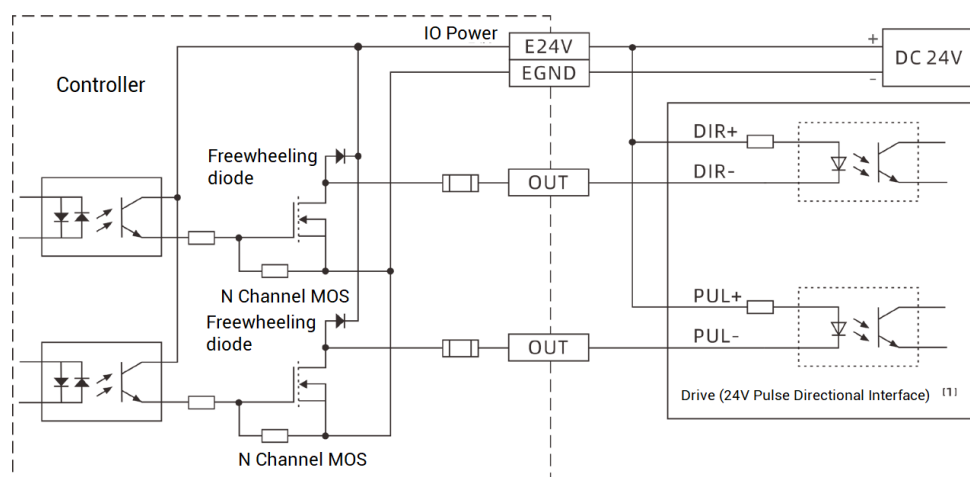 IO Power
E24V
+
DC 24V
EGND
-
Controller
DIR+
Freewheeling
diode
DIR-
OUT
N Channel MOS
PUL+
Freewheeling
diode
PUL-
OUT
Drive (24V Pulse Directional Interface) [1]
N Channel MOS